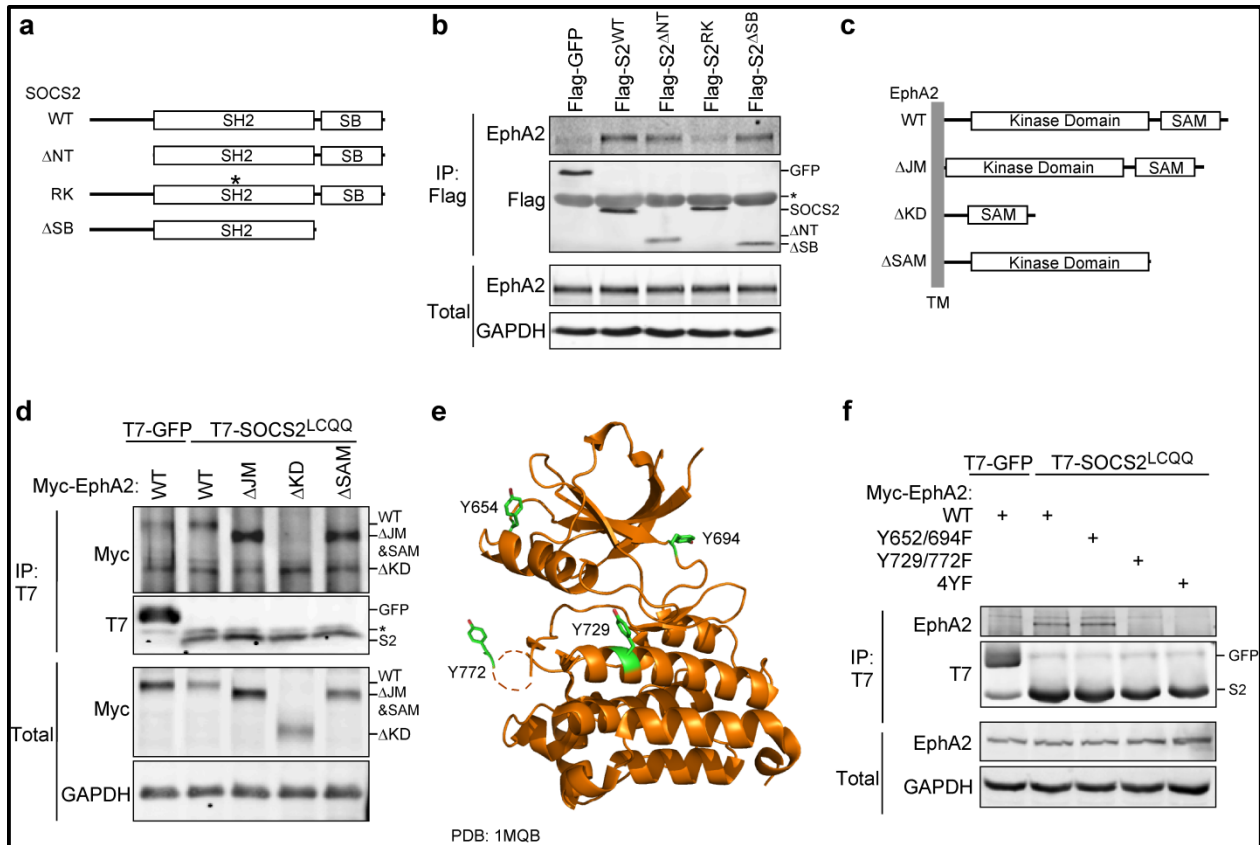 a
SOCS2
WT
SH2
SB
ΔNT
SH2
SB
RK
*
SH2
SB
ΔSB
SH2
b
Flag-GFP
Flag-S2WT
Flag-S2ΔNT
Flag-S2RK
Flag-S2ΔSB
EphA2
IP:
Flag
Flag
GFP
*
SOCS2
ΔNT
ΔSB
EphA2
Total
GAPDH
c
EphA2
WT
Kinase Domain
SAM
ΔJM
Kinase Domain
SAM
ΔKD
SAM
ΔSAM
Kinase Domain
TM
d
T7-GFP
T7-SOCS2LCQQ
Myc-EphA2:
WT
WT
ΔJM
ΔKD
ΔSAM
IP:
T7
Myc
WT
ΔJM
&SAM
ΔKD
T7
GFP
*
S2
Total
Myc
WT
ΔJM
&SAM
ΔKD
GAPDH
e
Y654
Y694
Y729
Y772
PDB: 1MQB
f
T7-GFP
T7-SOCS2LCQQ
Myc-EphA2:
WT + +
Y652/694F +
Y729/772F +
4YF +
EphA2
IP:
T7
T7
GFP
S2
EphA2
Total
GAPDH